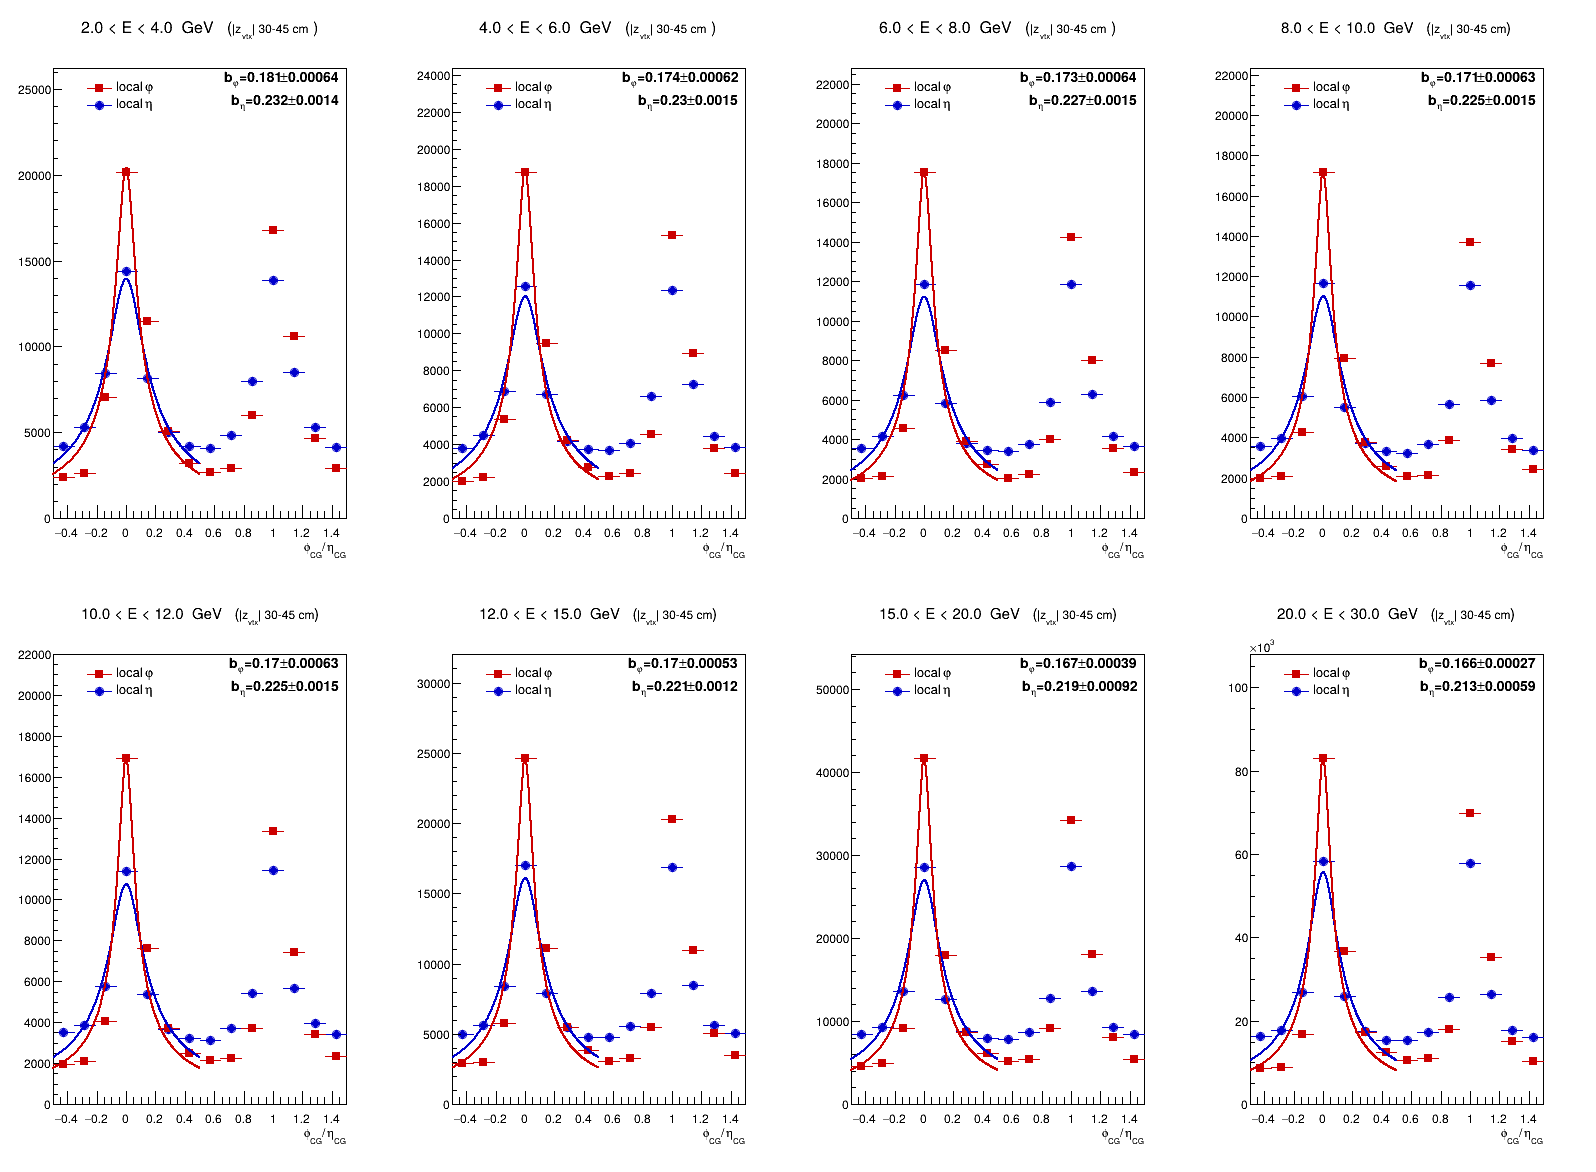 2.0 < E < 4.0 GeV (|z_vtx| 30-45 cm )
local φ
local η
b_φ=0.181±0.00064
b_η=0.232±0.0014
25000
20000
15000
10000
5000
0
−0.4 −0.2 0 0.2 0.4 0.6 0.8 1 1.2 1.4
ϕ_CG/η_CG
4.0 < E < 6.0 GeV (|z_vtx| 30-45 cm )
local φ
local η
b_φ=0.174±0.00062
b_η=0.23±0.0015
24000
22000
20000
18000
16000
14000
12000
10000
8000
6000
4000
2000
0
−0.4 −0.2 0 0.2 0.4 0.6 0.8 1 1.2 1.4
ϕ_CG/η_CG
6.0 < E < 8.0 GeV (|z_vtx| 30-45 cm )
local φ
local η
b_φ=0.173±0.00064
b_η=0.227±0.0015
22000
20000
18000
16000
14000
12000
10000
8000
6000
4000
2000
0
−0.4 −0.2 0 0.2 0.4 0.6 0.8 1 1.2 1.4
ϕ_CG/η_CG
8.0 < E < 10.0 GeV (|z_vtx| 30-45 cm)
local φ
local η
b_φ=0.171±0.00063
b_η=0.225±0.0015
22000
20000
18000
16000
14000
12000
10000
8000
6000
4000
2000
0
−0.4 −0.2 0 0.2 0.4 0.6 0.8 1 1.2 1.4
ϕ_CG/η_CG
10.0 < E < 12.0 GeV (|z_vtx| 30-45 cm)
local φ
local η
b_φ=0.17±0.00063
b_η=0.225±0.0015
22000
20000
18000
16000
14000
12000
10000
8000
6000
4000
2000
0
−0.4 −0.2 0 0.2 0.4 0.6 0.8 1 1.2 1.4
ϕ_CG/η_CG
12.0 < E < 15.0 GeV (|z_vtx| 30-45 cm)
local φ
local η
b_φ=0.17±0.00053
b_η=0.221±0.0012
30000
25000
20000
15000
10000
5000
0
−0.4 −0.2 0 0.2 0.4 0.6 0.8 1 1.2 1.4
ϕ_CG/η_CG
15.0 < E < 20.0 GeV (|z_vtx| 30-45 cm)
local φ
local η
b_φ=0.167±0.00039
b_η=0.219±0.00092
50000
40000
30000
20000
10000
0
−0.4 −0.2 0 0.2 0.4 0.6 0.8 1 1.2 1.4
ϕ_CG/η_CG
20.0 < E < 30.0 GeV (|z_vtx| 30-45 cm)
×10³
local φ
local η
b_φ=0.166±0.00027
b_η=0.213±0.00059
100
80
60
40
20
0
−0.4 −0.2 0 0.2 0.4 0.6 0.8 1 1.2 1.4
ϕ_CG/η_CG